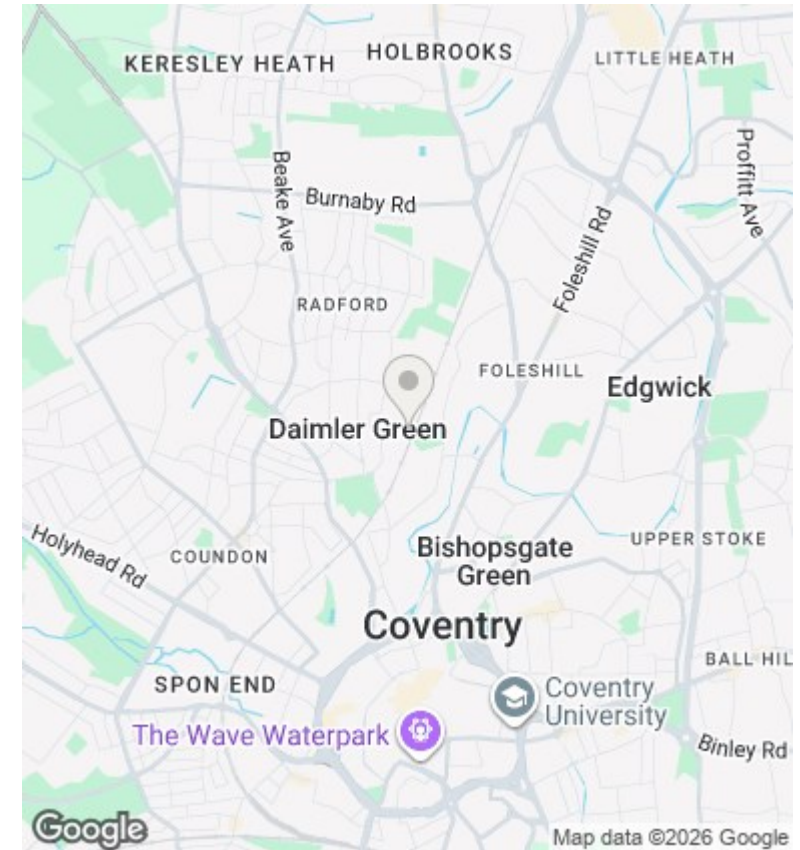 KERESLEY HEATH
HOLBROOKS
LITTLE HEATH
Beake Ave
Burnaby Rd
Proffitt Ave
Foleshill Rd
RADFORD
FOLESHILL
Edgwick
Daimler Green
Holyhead Rd
COUNDON
Bishopsgate
Green
UPPER STOKE
Coventry
BALL HIL
SPON END
Coventry
University
The Wave Waterpark
Binley Rd
Google
Map data ©2026 Google